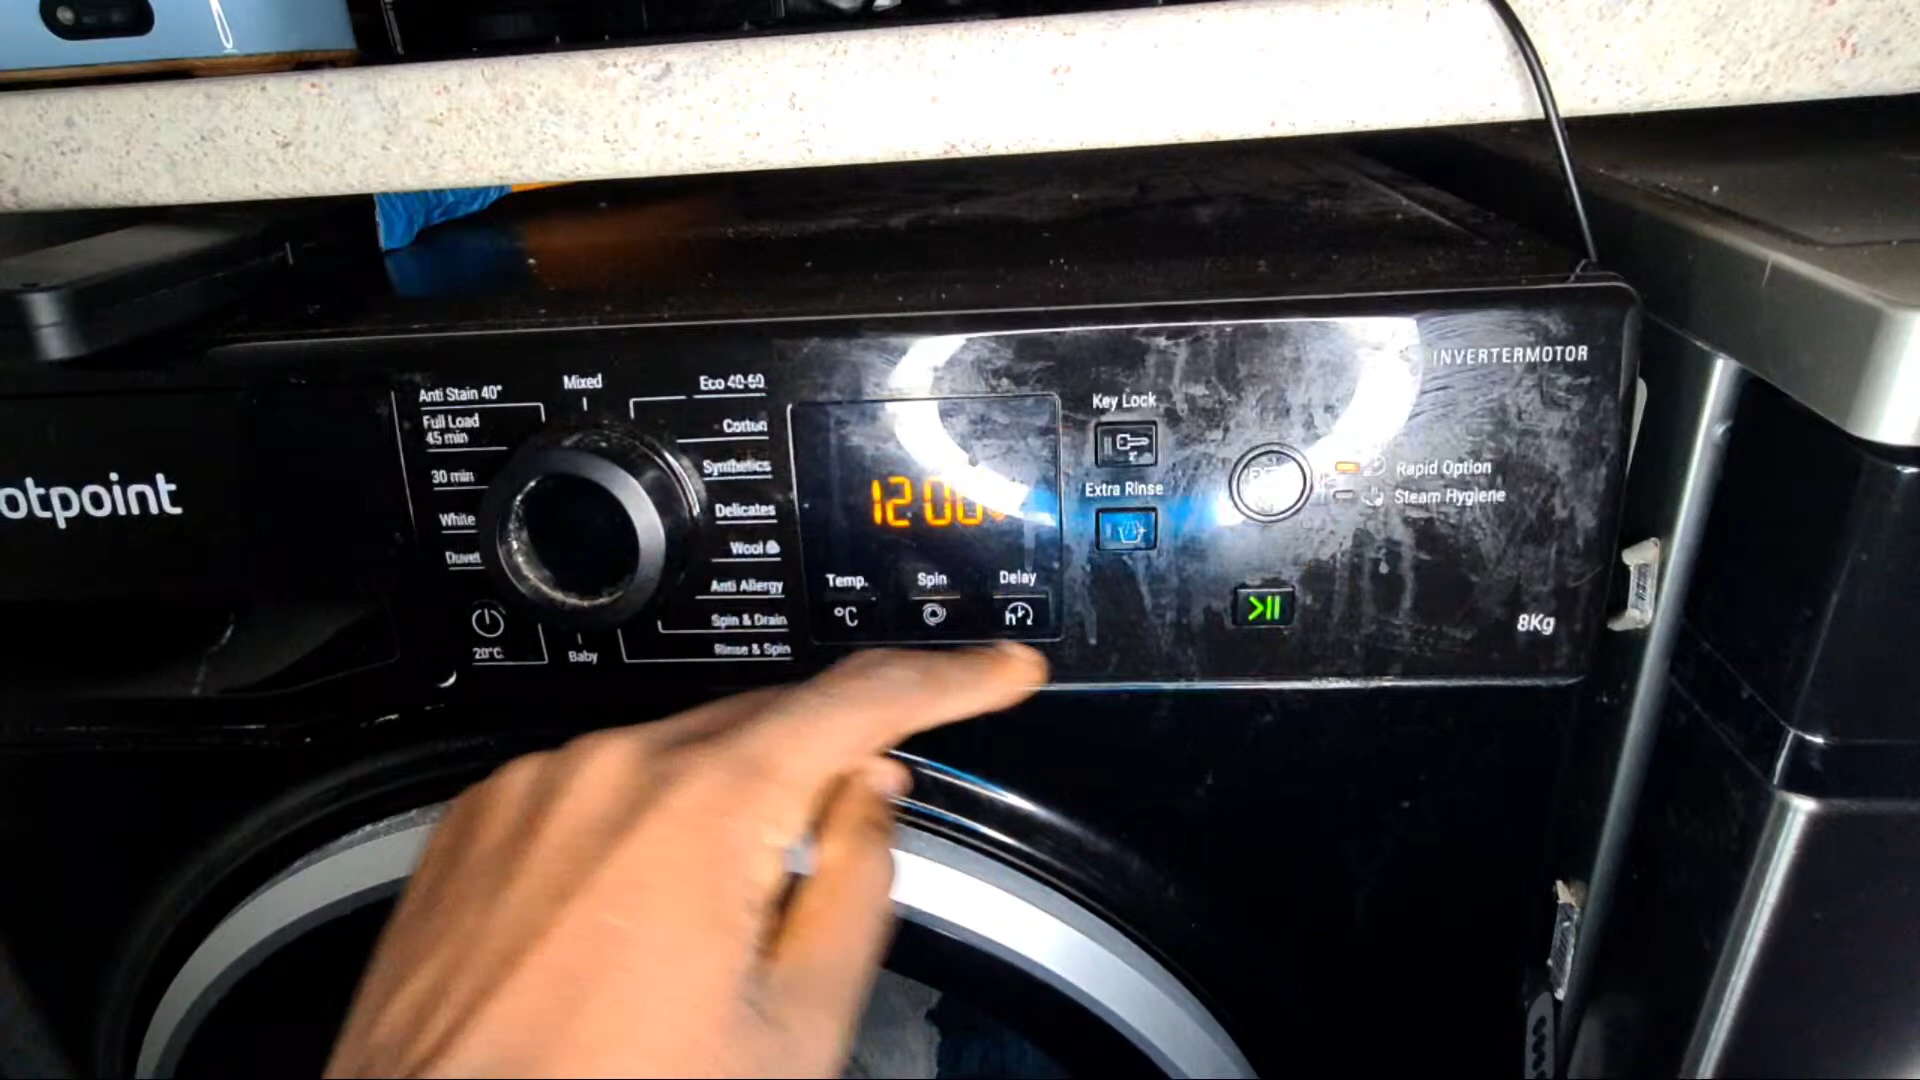 otpoint
Anti Stain 40°
Full Load
45 min
30 min
White
Duvet
20°C
Mixed
Baby
Eco 40-60
Cotton
Synthetics
Delicates
Wool
Anti Allergy
Spin & Drain
Rinse & Spin
12:00
Temp.
°C
Spin
Delay
h
Key Lock
Extra Rinse
INVERTERMOTOR
Rapid Option
Steam Hygiene
8Kg